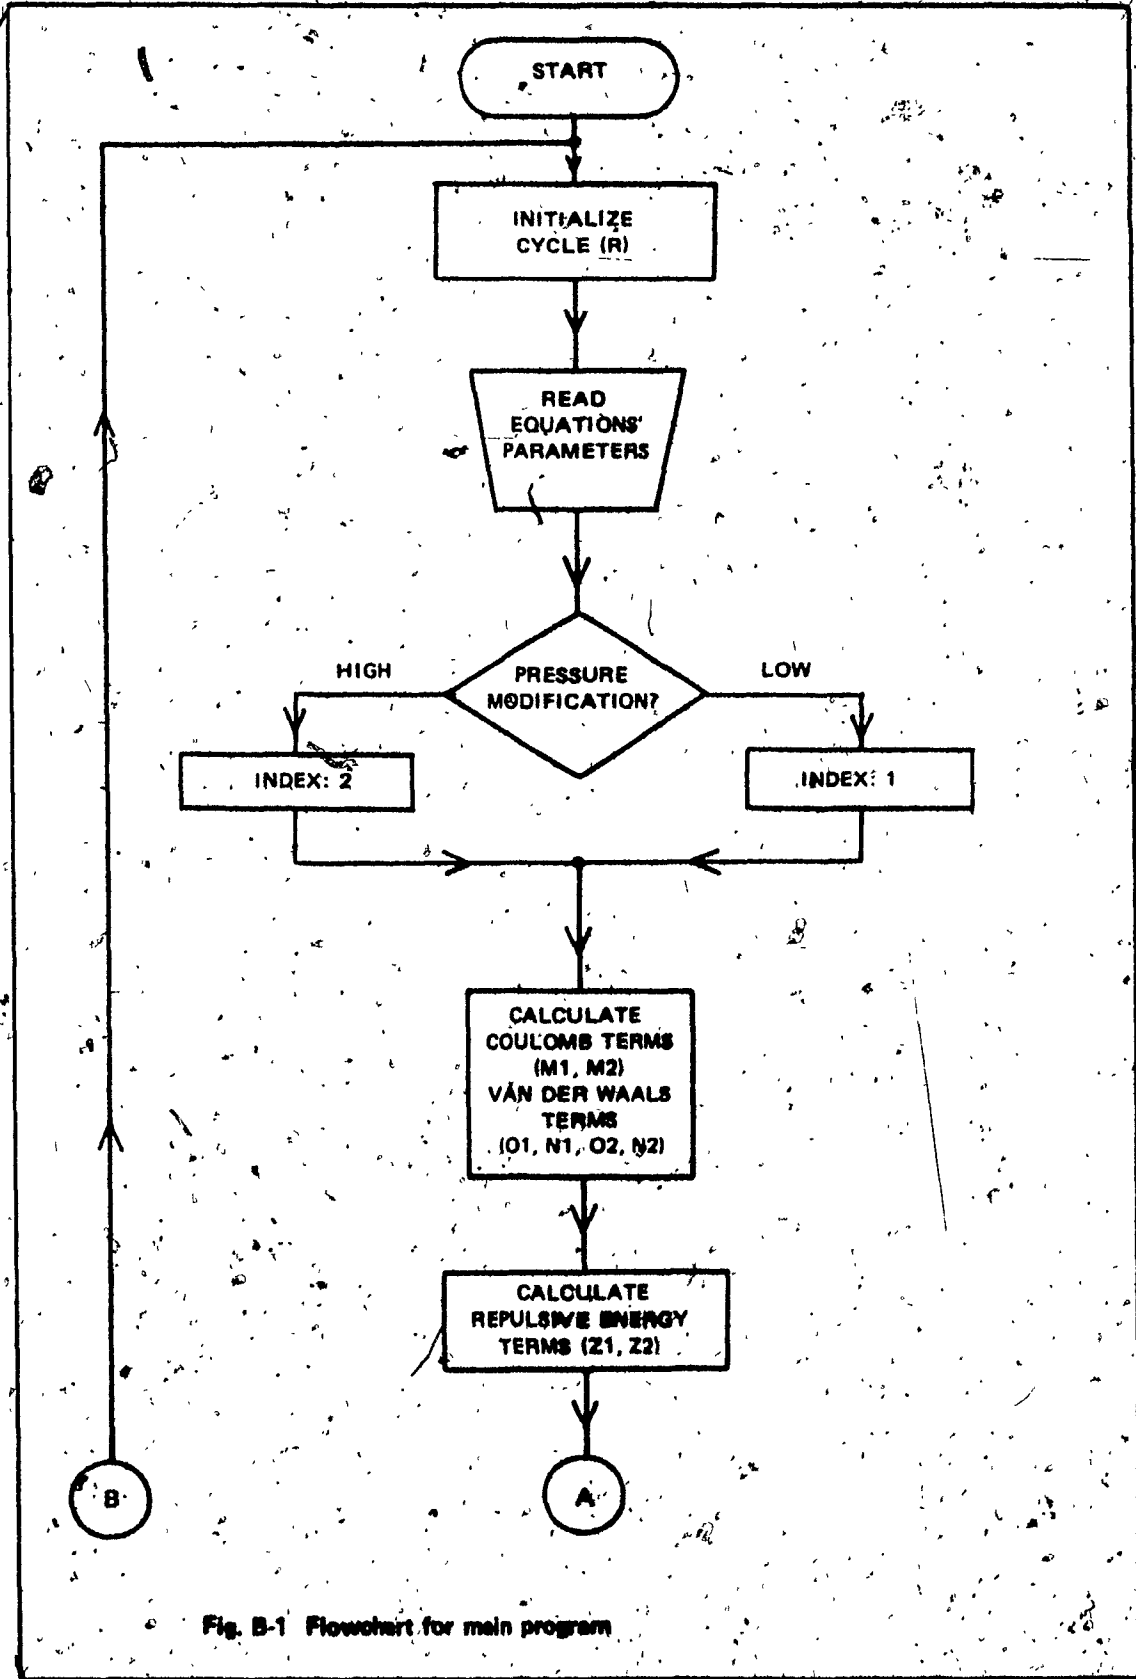 START
INITIALIZE
CYCLE (R)
READ
EQUATIONS'
PARAMETERS
PRESSURE
MODIFICATION?
HIGH
LOW
INDEX: 2
INDEX: 1
CALCULATE
COULOMB TERMS
(M1, M2)
VAN DER WAALS
TERMS
(O1, N1, O2, N2)
CALCULATE
REPULSIVE ENERGY
TERMS (Z1, Z2)
B
A
Fig. B-1 Flowchart for main program